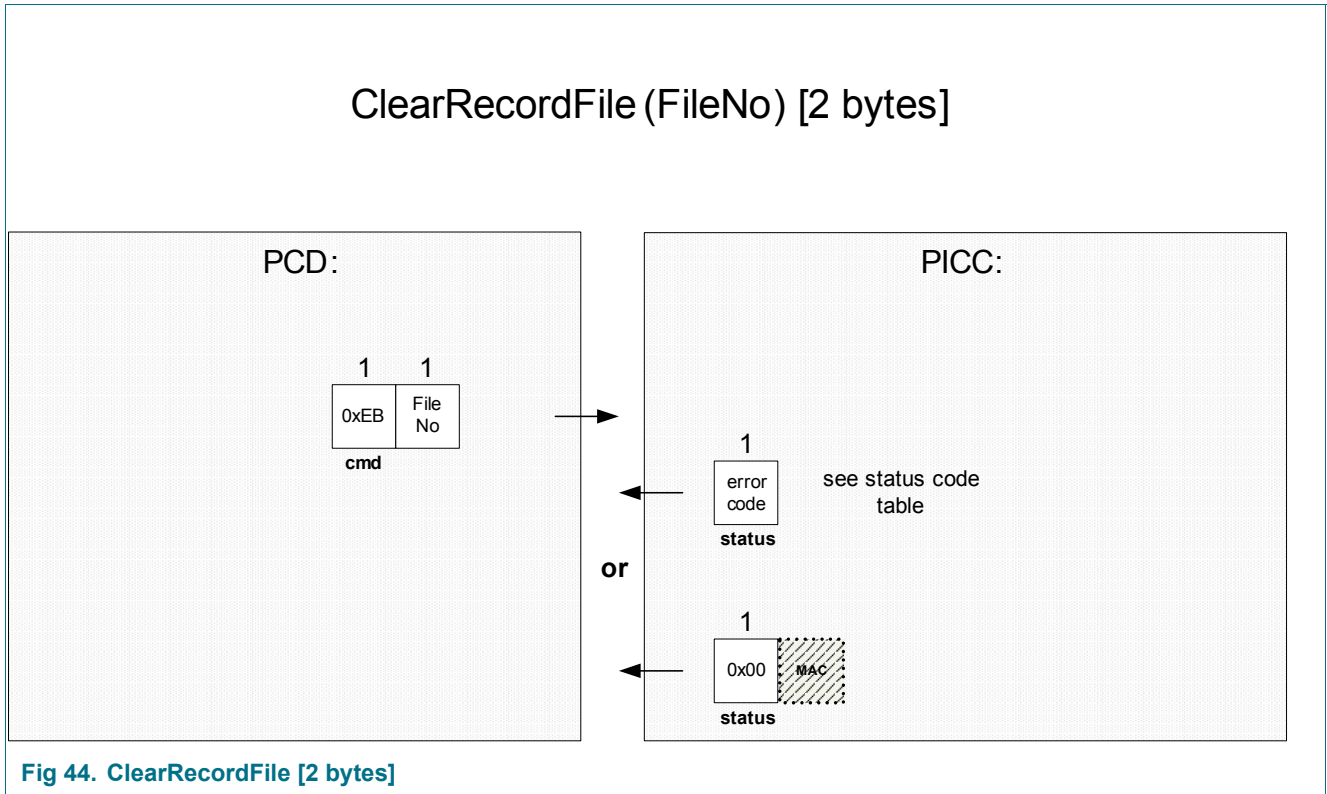 ClearRecordFile (FileNo) [2 bytes]
PCD:
PICC:
1 1
0xEB File No
cmd
1
error code
status
see status code
table
or
1
0x00 MAC
status
Fig 44. ClearRecordFile [2 bytes]